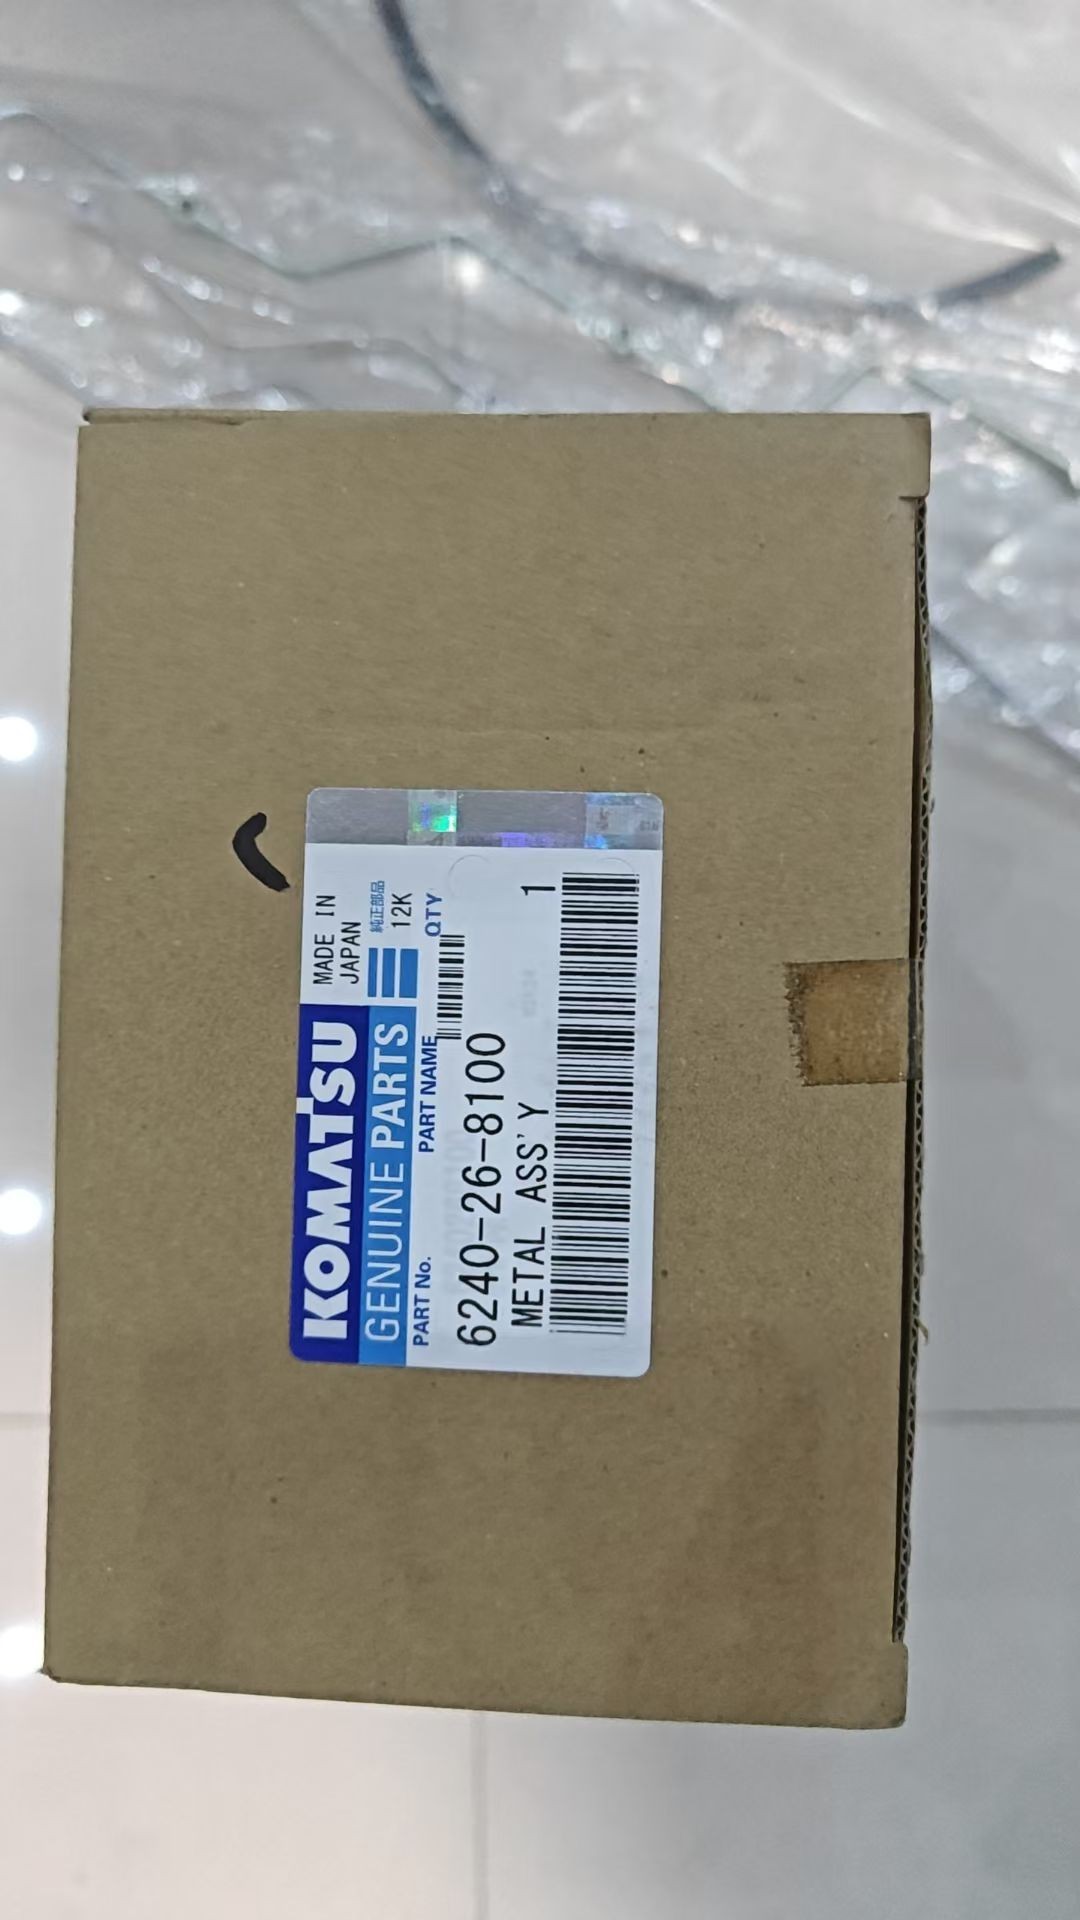 KOMATSU
MADE IN
JAPAN
GENUINE PARTS
純正部品
12K
PART No.
PART NAME
QTY
6240-26-8100
METAL ASS'Y
1